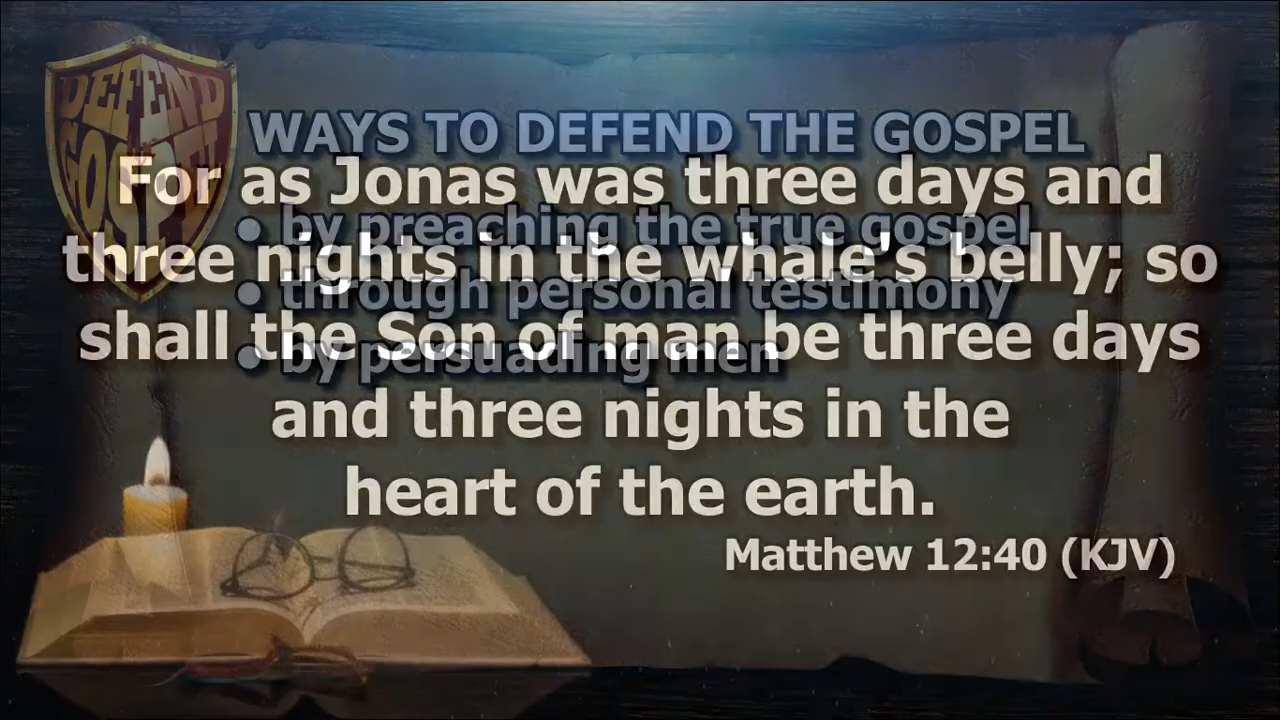 DEFEND
GOSPEL
WAYS TO DEFEND THE GOSPEL
• by preaching the true gospel
• through personal testimony
• by persuading men
For as Jonas was three days and
three nights in the whale's belly; so
shall the Son of man be three days
and three nights in the
heart of the earth.
Matthew 12:40 (KJV)